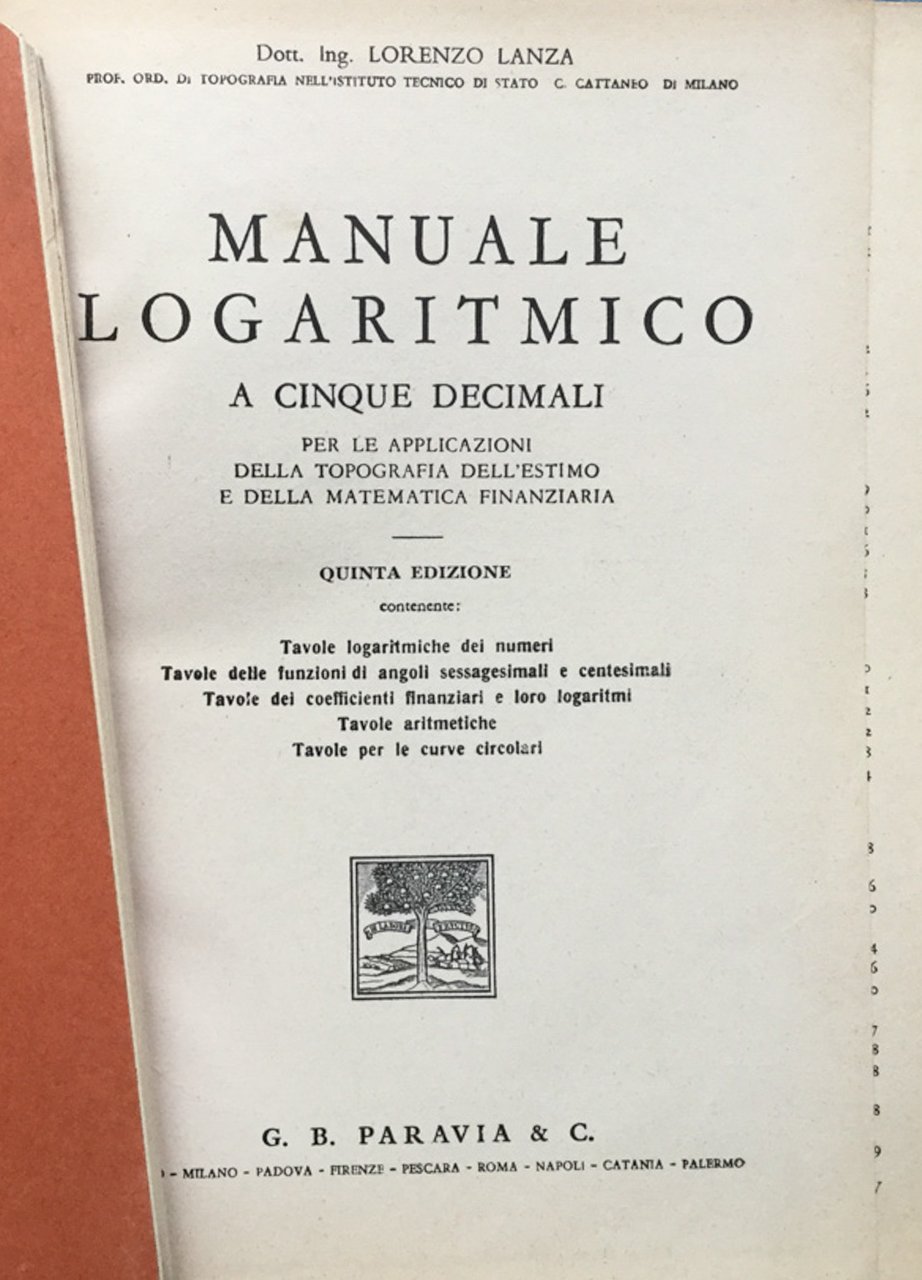 Dott. Ing. LORENZO LANZA
PROF. ORD. DI TOPOGRAFIA NELL'ISTITUTO TECNICO DI STATO C. CATTANEO DI MILANO
MANUALE
LOGARITMICO
A CINQUE DECIMALI
PER LE APPLICAZIONI
DELLA TOPOGRAFIA DELL'ESTIMO
E DELLA MATEMATICA FINANZIARIA
QUINTA EDIZIONE
contenente:
Tavole logaritmiche dei numeri
Tavole delle funzioni di angoli sessagesimali e centesimali
Tavole dei coefficienti finanziari e loro logaritmi
Tavole aritmetiche
Tavole per le curve circolari
IN LABORE FRUCTUS
G. B. PARAVIA & C.
- MILANO - PADOVA - FIRENZE - PESCARA - ROMA - NAPOLI - CATANIA - PALERMO